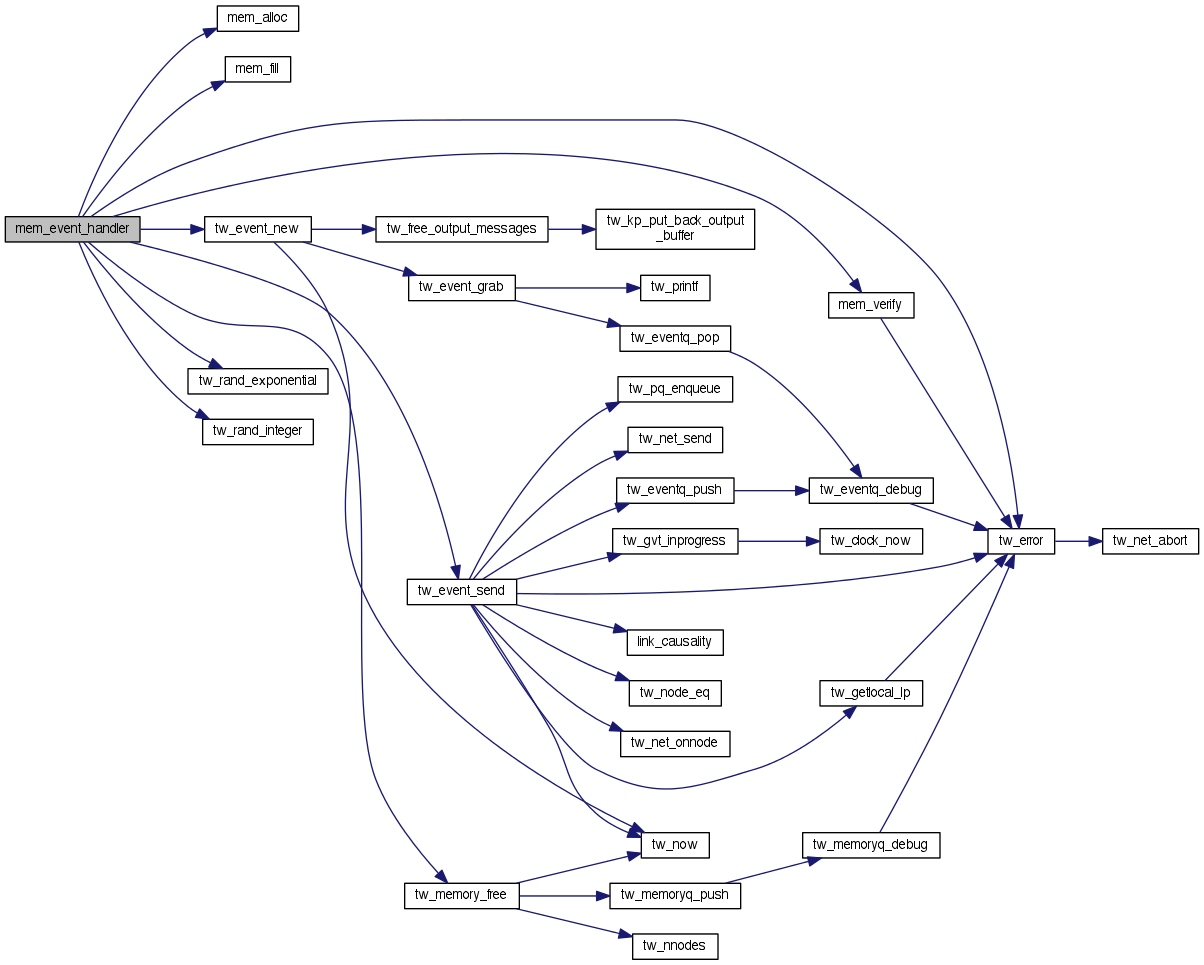 mem_alloc
mem_fill
mem_event_handler
tw_event_new
tw_free_output_messages
tw_kp_put_back_output
_buffer
tw_event_grab
tw_printf
mem_verify
tw_eventq_pop
tw_rand_exponential
tw_pq_enqueue
tw_rand_integer
tw_net_send
tw_eventq_push
tw_eventq_debug
tw_gvt_inprogress
tw_clock_now
tw_error
tw_net_abort
tw_event_send
link_causality
tw_node_eq
tw_getlocal_lp
tw_net_onnode
tw_now
tw_memoryq_debug
tw_memory_free
tw_memoryq_push
tw_nnodes